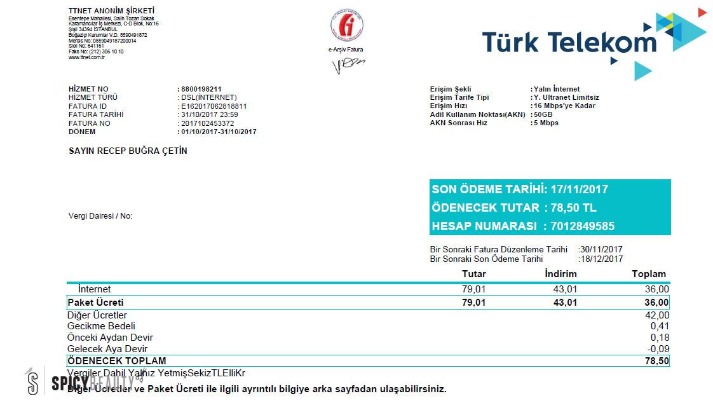 TTNET ANONİM ŞİRKETİ
Esentepe Mahallesi, Salih Tozan Sokak
Karamancılar İş Merkezi, C-D Blok, No:16
Şişli 34394 İSTANBUL
Boğaziçi Kurumlar V.D. 8590491872
Sicil No: 541161
Faks No: (212) 306 10 10
www.ttnet.com.tr
e-Arşiv Fatura
Türk Telekom
HİZMET NO : 8800198211
HİZMET TÜRÜ : DSL(İNTERNET)
FATURA ID : E162017062818811
FATURA TARİHİ : 31/10/2017 23:59
FATURA NO : 2017102453372
DÖNEM : 01/10/2017-31/10/2017
Erişim Şekli : Yalın İnternet
Erişim Tarife Tipi : Y. Ultranet Limitsiz
Erişim Hızı : 16 Mbps'ye Kadar
Adil Kullanım Noktası(AKN) : 50GB
AKN Sonrası Hız : 5 Mbps
SAYIN RECEP BUĞRA ÇETİN
Vergi Dairesi / No:
SON ÖDEME TARİHİ: 17/11/2017
ÖDENECEK TUTAR : 78,50 TL
HESAP NUMARASI : 7012849585
Bir Sonraki Fatura Düzenleme Tarihi :30/11/2017
Bir Sonraki Son Ödeme Tarihi :18/12/2017
Tutar İndirim Toplam
İnternet 79,01 43,01 36,00
Paket Ücreti 79,01 43,01 36,00
Diğer Ücretler 42,00
Gecikme Bedeli 0,41
Önceki Aydan Devir 0,18
Gelecek Aya Devir -0,09
ÖDENECEK TOPLAM 78,50
Vergiler Dahil Yalnız YetmişSekizTLElliKr
SPICYBEAUTY
Diğer Ücretler ve Paket Ücreti ile ilgili ayrıntılı bilgiye arka sayfadan ulaşabilirsiniz.